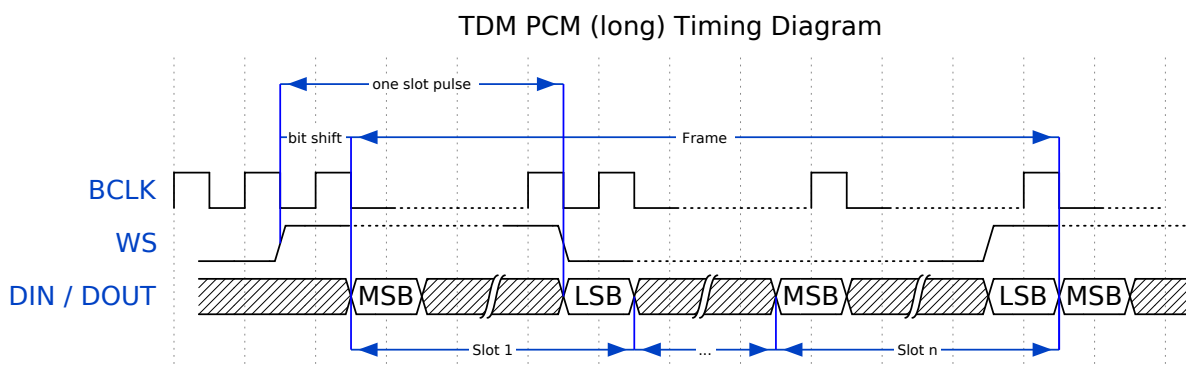 TDM PCM (long) Timing Diagram
one slot pulse
bit shift
Frame
BCLK
WS
DIN / DOUT
MSB
LSB
MSB
LSB
MSB
Slot 1
...
Slot n